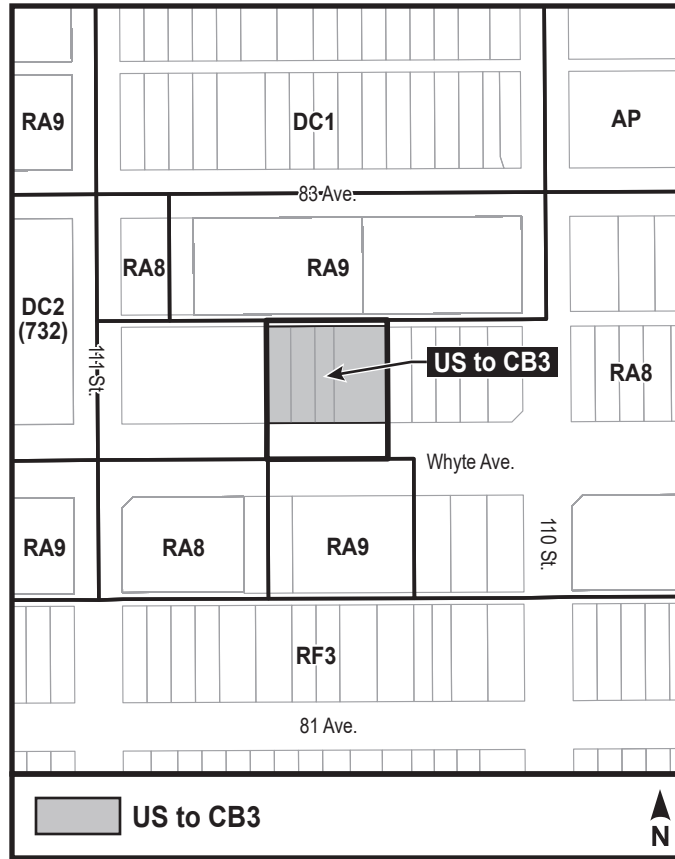 RA9
DC1
AP
83 Ave.
RA8
RA9
DC2
(732)
111 St.
US to CB3
RA8
Whyte Ave.
RA9
RA8
RA9
110 St.
RF3
81 Ave.
US to CB3
N